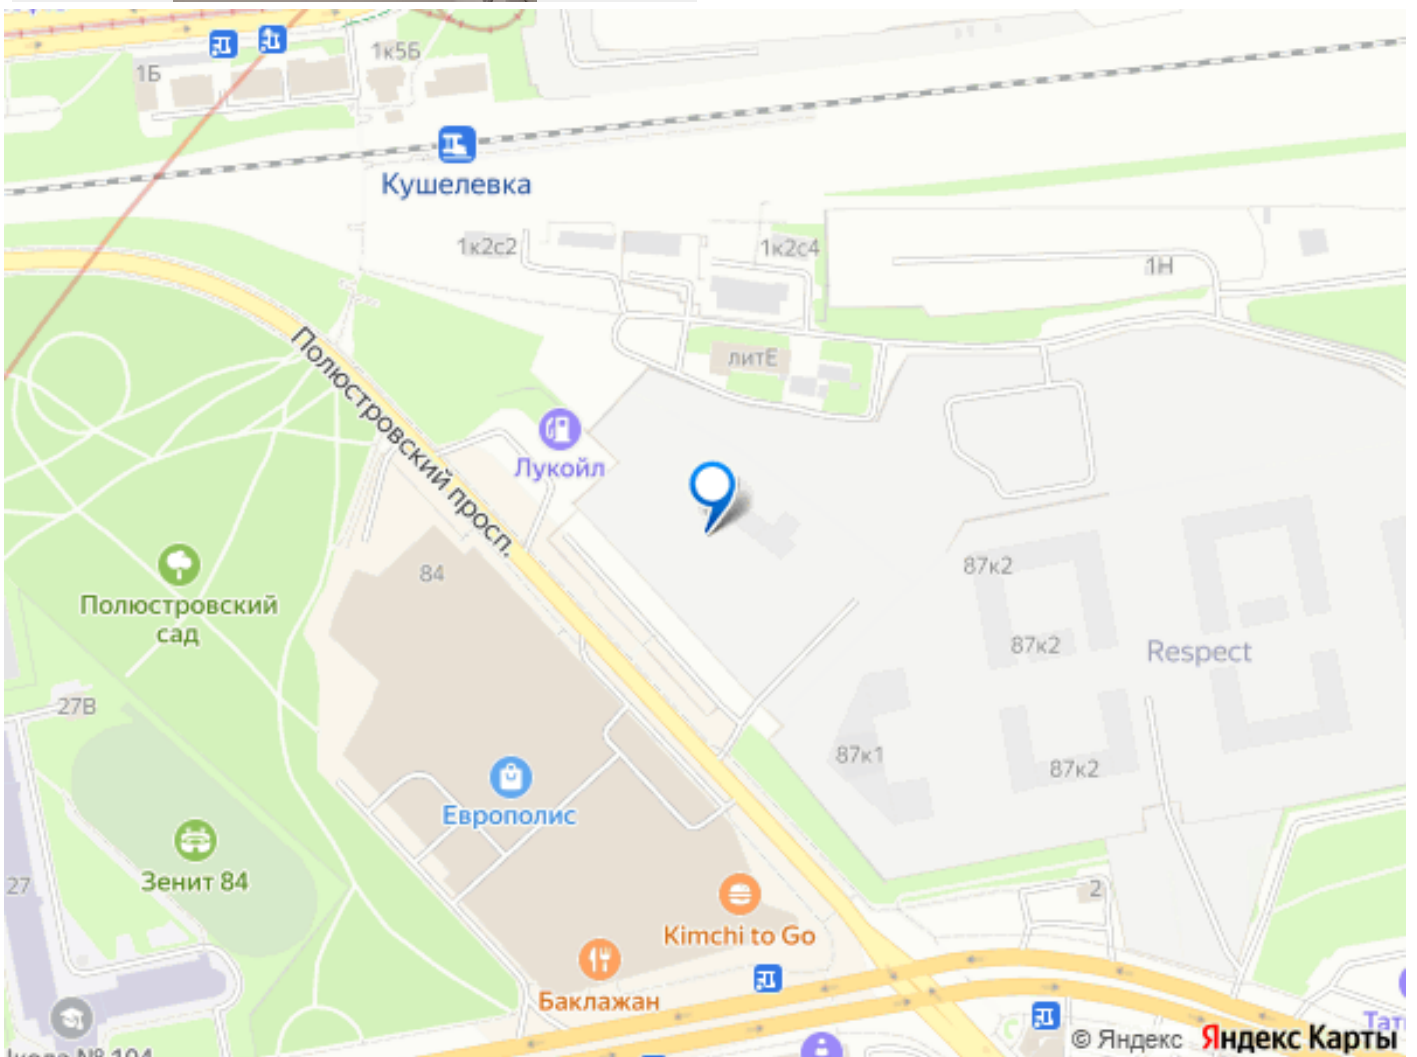 1Б
1к5Б
Кушелевка
1к2с2
1к2с4
1Н
литЕ
Полюстровский просп.
Лукойл
84
87к2
Полюстровский
сад
87к2
Respect
27В
87к1
87к2
Европолис
Зенит 84
27
2
Kimchi to Go
Баклажан
© Яндекс Яндекс Карты